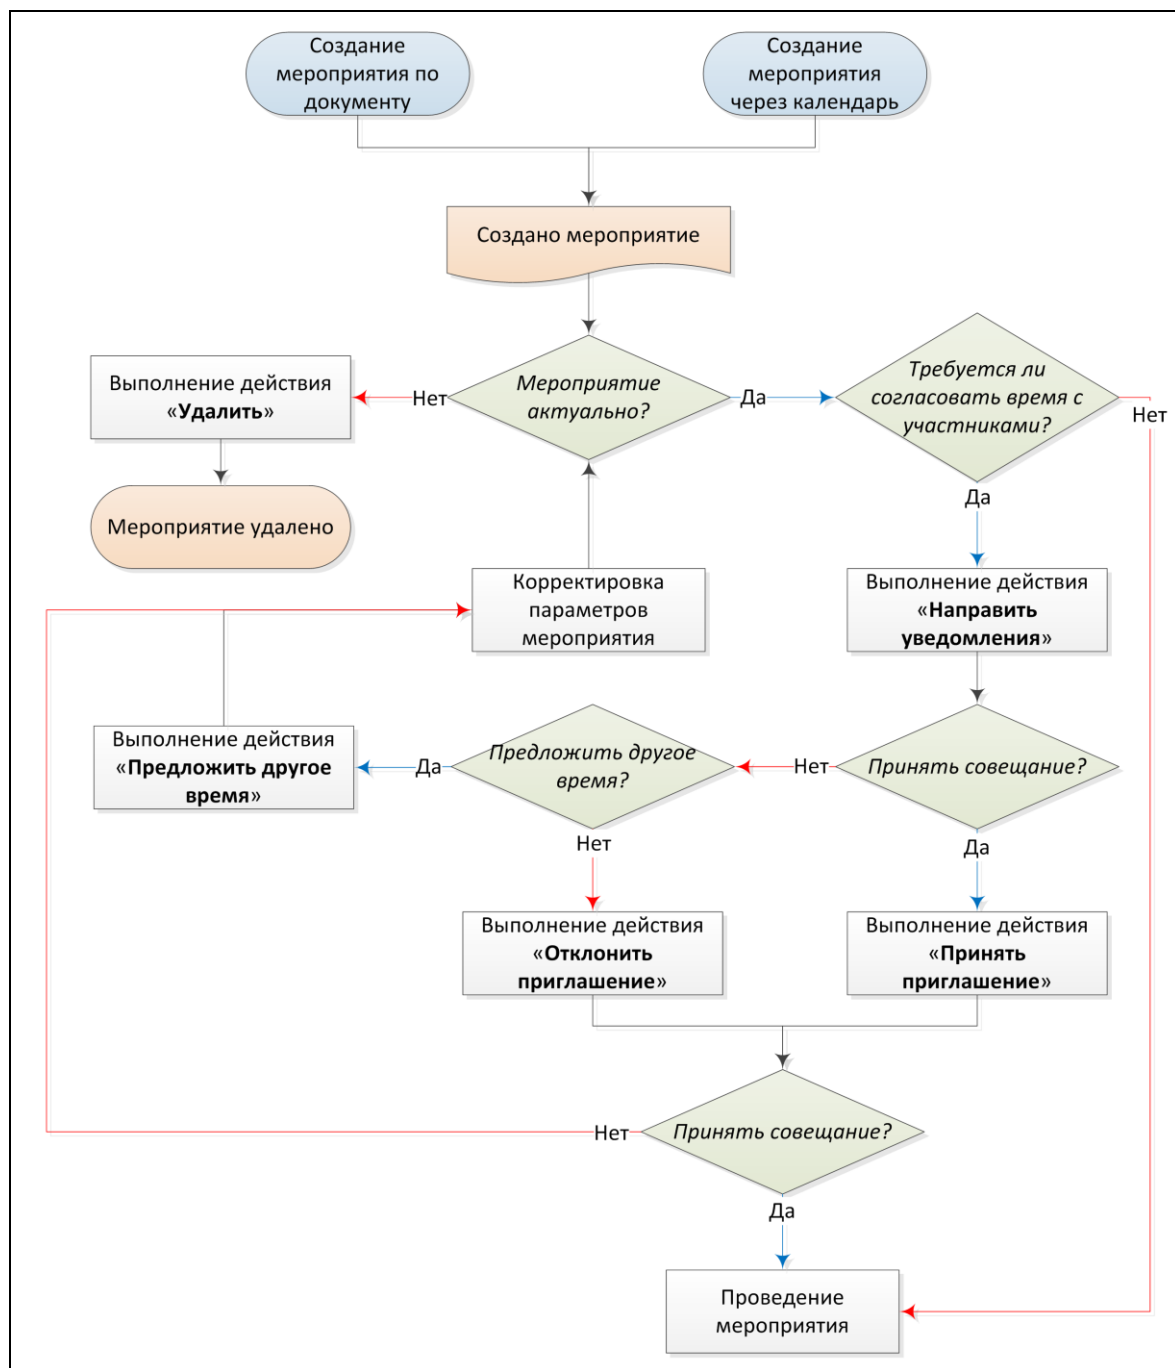 Создание
мероприятия по
документу
Создание
мероприятия
через календарь
Создано мероприятие
Выполнение действия
«Удалить»
Нет
Мероприятие
актуально?
Да
Требуется ли
согласовать время с
участниками?
Нет
Да
Мероприятие удалено
Корректировка
параметров
мероприятия
Выполнение действия
«Направить
уведомления»
Выполнение действия
«Предложить другое
время»
Да
Предложить другое
время?
Нет
Принять совещание?
Нет
Да
Выполнение действия
«Отклонить
приглашение»
Выполнение действия
«Принять
приглашение»
Нет
Принять совещание?
Да
Проведение
мероприятия